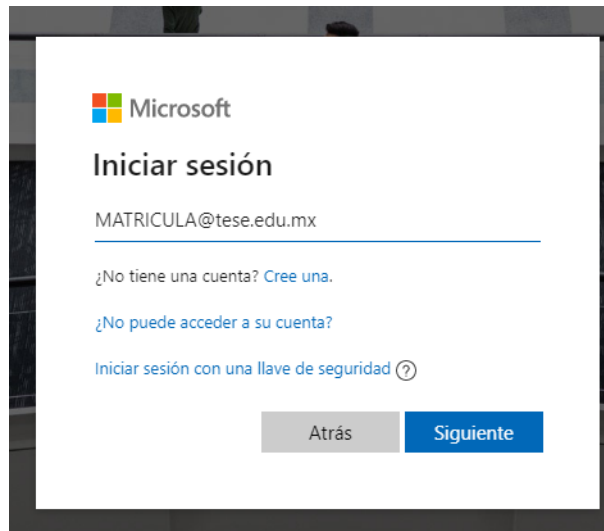 Microsoft
Iniciar sesión
MATRICULA@tese.edu.mx
¿No tiene una cuenta? Cree una.
¿No puede acceder a su cuenta?
Iniciar sesión con una llave de seguridad ?
Atrás
Siguiente